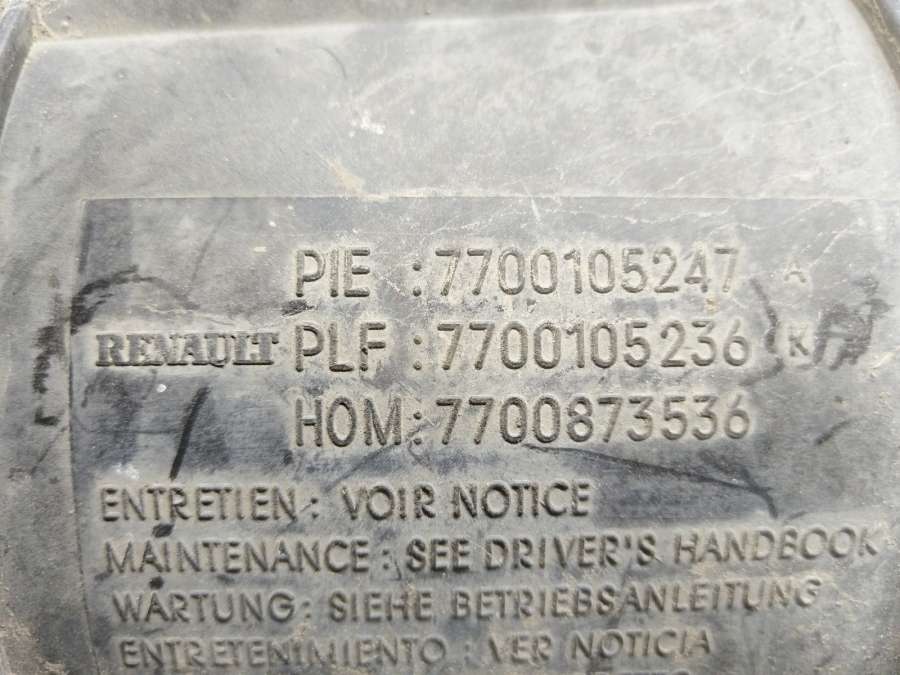 PIE : 7700105247 A
RENAULT PLF : 7700105236 K
HOM : 7700873536
ENTRETIEN : VOIR NOTICE
MAINTENANCE : SEE DRIVER'S HANDBOOK
WARTUNG : SIEHE BETRIEBSANLEITUNG
ENTRETENIMIENTO : VER NOTICIA